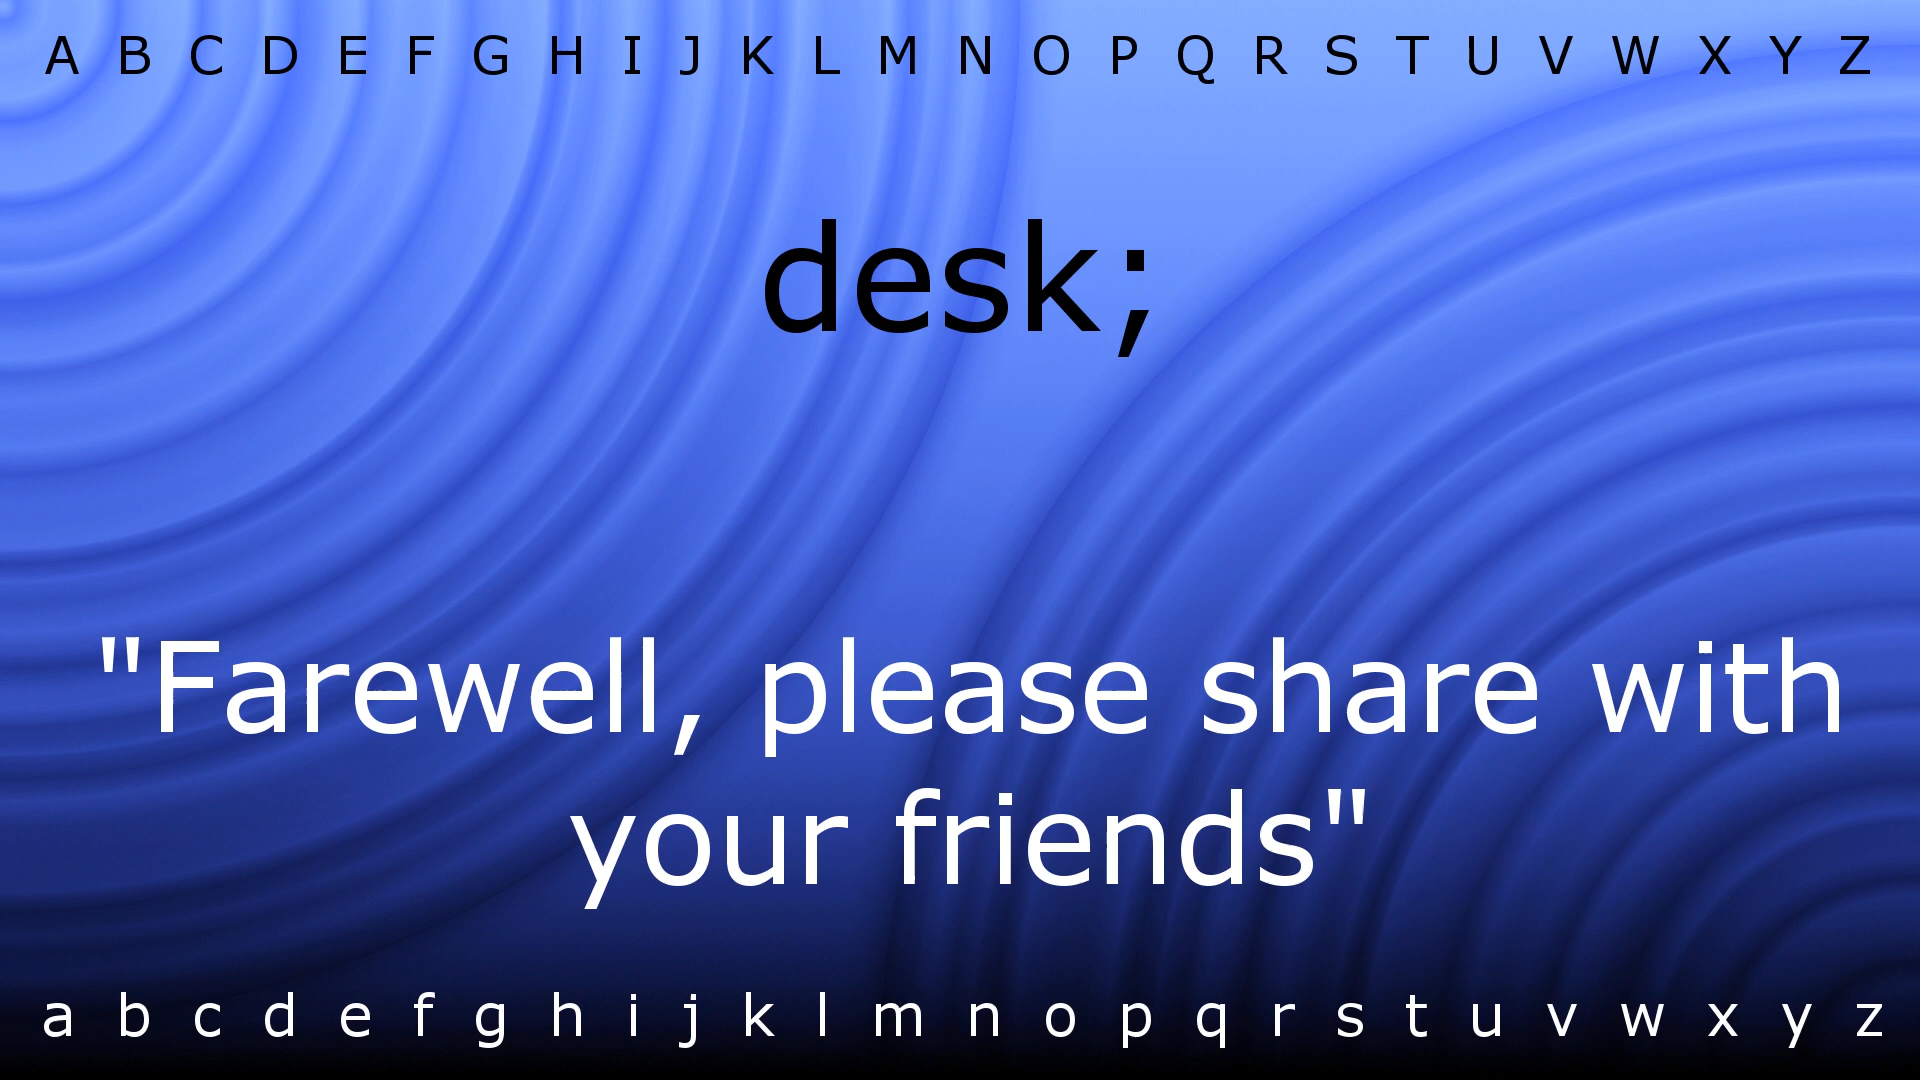 A B C D E F G H I J K L M N O P Q R S T U V W X Y Z
desk;
"Farewell, please share with
your friends"
a b c d e f g h i j k l m n o p q r s t u v w x y z